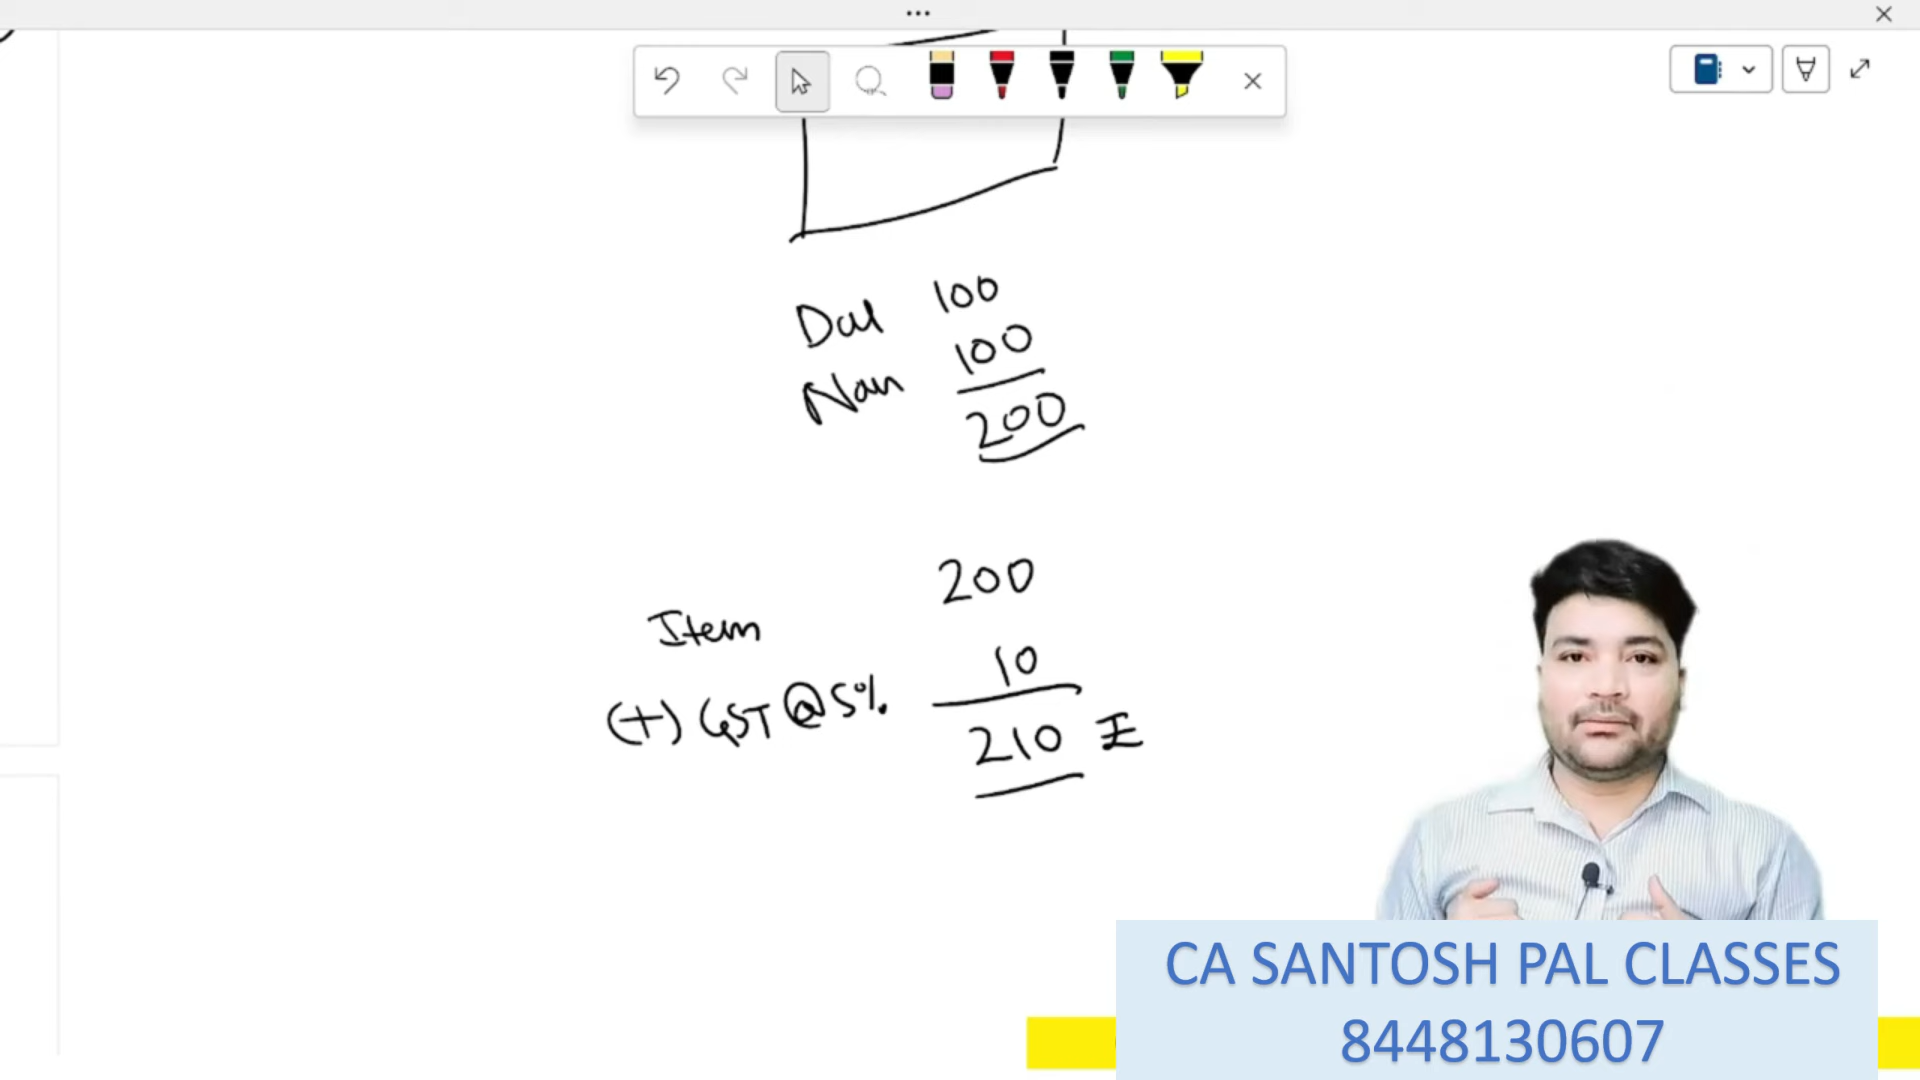 Dal 100
Nan 100
200
Item 200
(+) GST @ 5% 10
210
CA SANTOSH PAL CLASSES
8448130607